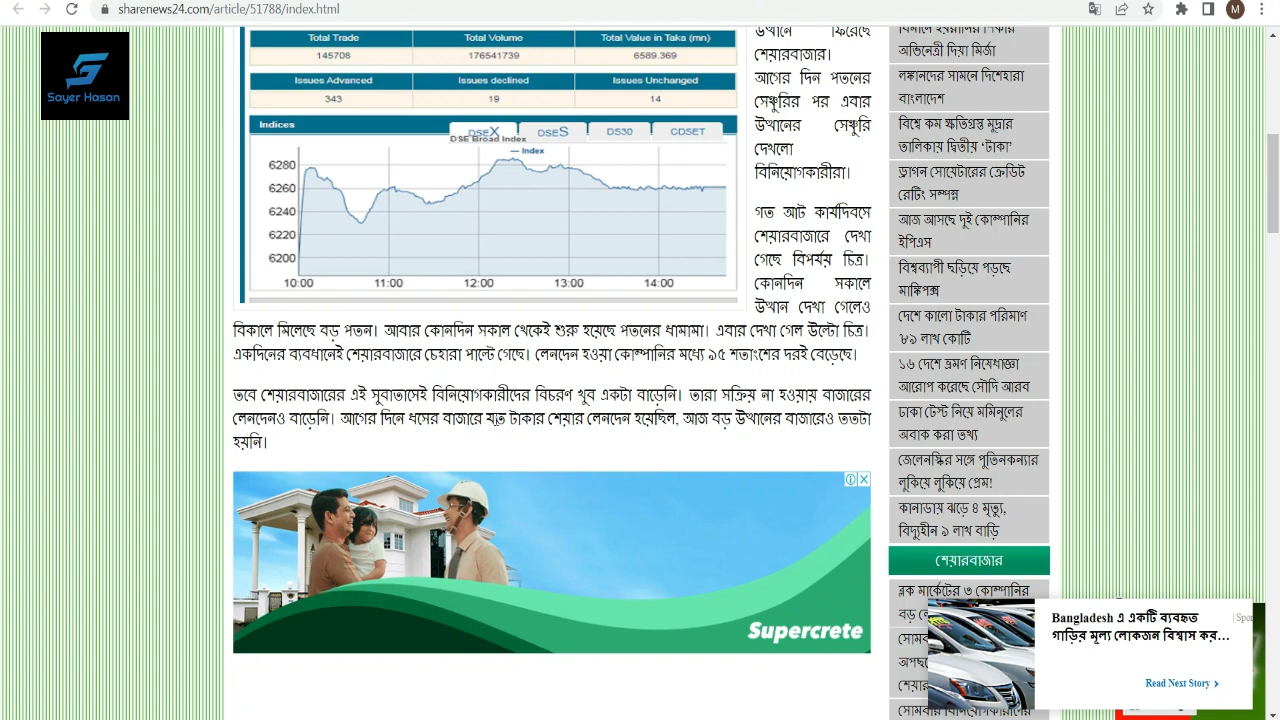 sharenews24.com/article/51788/index.html
M
Sayer Hasan
Total Trade Total Volume Total Value in Taka (mn)
145706 176541739 6589.369
Issues Advanced Issues declined Issues Unchanged
343 19 14
Indices
DSEX DSES DS30 CDSET
DSE Broad Index
Index
6280
6260
6240
6220
6200
10:00 11:00 12:00 13:00 14:00
উত্থানে ফিরেছে
শেয়ারবাজার।
আগের দিন পতনের
সেঞ্চুরির পর এবার
উত্থানের সেঞ্চুরি
দেখলো
বিনিয়োগকারীরা।
গত আট কার্যদিবসে
শেয়ারবাজারে দেখা
গেছে বিপর্যয় চিত্র।
কোনদিন সকালে
উত্থান দেখা গেলেও
বিকালে মিলেছে বড় পতন। আবার কোনদিন সকাল থেকেই শুরু হয়েছে পতনের ধামামা। এবার দেখা গেল উল্টো চিত্র।
একদিনের ব্যবধানেই শেয়ারবাজারে চেহারা পাল্টে গেছে। লেনদেন হওয়া কোম্পানির মধ্যে ৯৫ শতাংশের দরই বেড়েছে।
তবে শেয়ারবাজারের এই সুবাতাসেই বিনিয়োগকারীদের বিচরণ খুব একটা বাড়েনি। তারা সক্রিয় না হওয়ায় বাজারের
লেনদেনও বাড়েনি। আগের দিনে ধসের বাজারে যত টাকার শেয়ার লেনদেন হয়েছিল, আজ বড় উত্থানের বাজারেও ততটা
হয়নি।
Supercrete
অভিনেত্রী দিয়া মির্জা
লঙ্কানদের সামনে দিশেহারা
বাংলাদেশ
বিশ্বে কম ক্ষতিগ্রস্ত মুদ্রার
তালিকায় দ্বিতীয় ‘টাকা’
ড্রাগন সোয়েটারের ক্রেডিট
রেটিং সম্পন্ন
আজ আসছে দুই কোম্পানির
ইপিএস
বিশ্বব্যাপী ছড়িয়ে পড়ছে
মাঙ্কিপক্স
দেশে কালো টাকার পরিমাণ
৮৯ লাখ কোটি
১৬ দেশে ভ্রমণ নিষেধাজ্ঞা
আরোপ করেছে সৌদি আরব
ঢাকা টেস্ট নিয়ে মমিনুলের
অবাক করা তথ্য
জেলেনস্কির সঙ্গে পুতিনকন্যার
লুকিয়ে লুকিয়ে প্রেম!
কানাডায় ঝড়ে ৪ মৃত্যু,
বিদ্যুহীন ৯ লাখ বাড়ি
শেয়ারবাজার
ব্লক মার্কেটের ৩ কোম্পানির
বড়
Bangladesh এ একটি ব্যবহৃত
গাড়ির মূল্য লোকজন বিশ্বাস কর...
Read Next Story